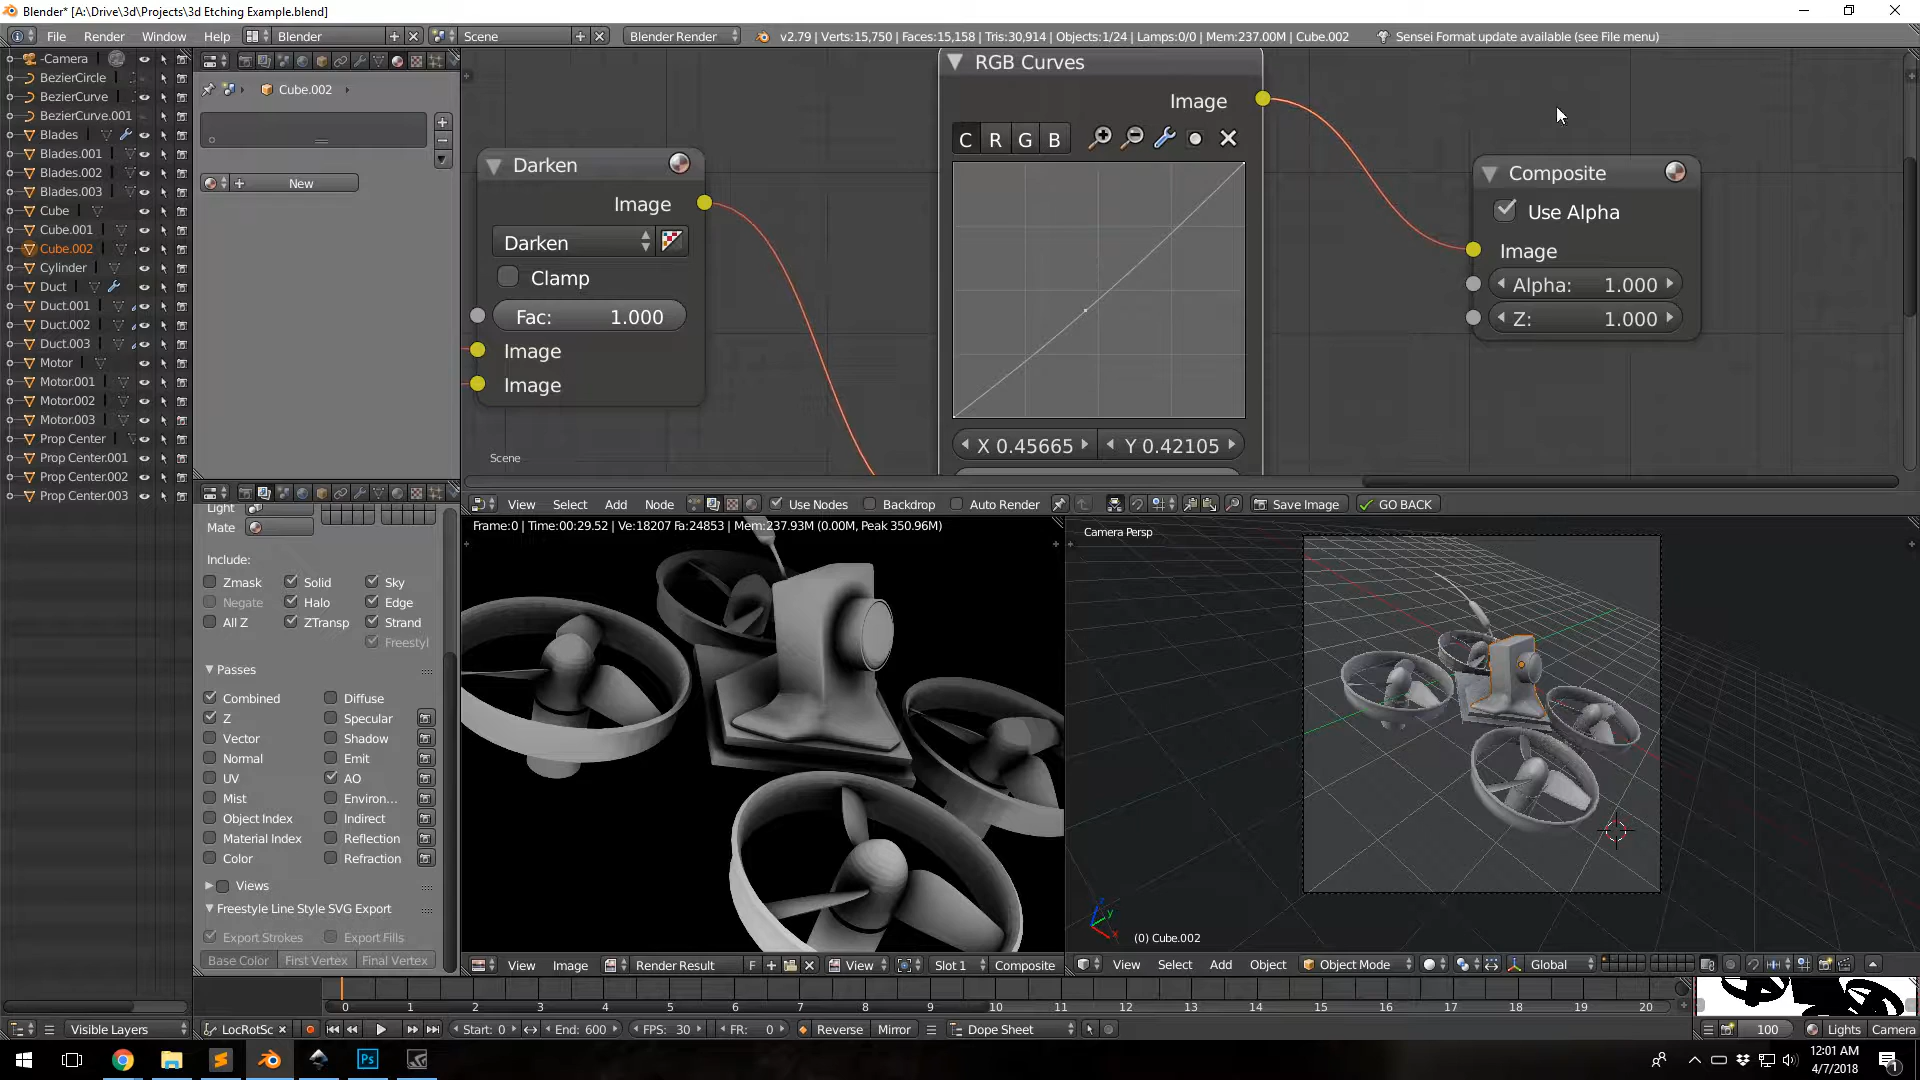 Blender* [A:\Drive\3d\Projects\3d Etching Example.blend]
File Render Window Help Blender Scene Blender Render v2.79 | Verts:15,750 | Faces:15,158 | Tris:30,914 | Objects:1/24 | Lamps:0/0 | Mem:237.00M | Cube.002 Sensei Format update available (see File menu)
-Camera
BezierCircle
BezierCurve
BezierCurve.001
Blades
Blades.001
Blades.002
Blades.003
Cube
Cube.001
Cube.002
Cylinder
Duct
Duct.001
Duct.002
Duct.003
Motor
Motor.001
Motor.002
Motor.003
Prop Center
Prop Center.001
Prop Center.002
Prop Center.003
Visible Layers
Cube.002
New
Light
Mate
Include:
Zmask Solid Sky
Negate Halo Edge
All Z ZTransp Strand
Freestyl
Passes
Combined Diffuse
Z Specular
Vector Shadow
Normal Emit
UV AO
Mist Environ...
Object Index Indirect
Material Index Reflection
Color Refraction
Views
Freestyle Line Style SVG Export
Export Strokes Export Fills
Base Color First Vertex Final Vertex
Darken
Image
Darken
Clamp
Fac: 1.000
Image
Image
Scene
RGB Curves
Image
C R G B
X 0.45665 Y 0.42105
Composite
Use Alpha
Image
Alpha: 1.000
Z: 1.000
View Select Add Node Use Nodes Backdrop Auto Render Save Image GO BACK
Frame:0 | Time:00:29.52 | Ve:18207 Fa:24853 | Mem:237.93M (0.00M, Peak 350.96M)
View Image Render Result F View Slot 1 Composite
Camera Persp
z
y
x
(0) Cube.002
View Select Add Object Object Mode Global
0 1 2 3 4 5 6 7 8 9 10 11 12 13 14 15 16 17 18 19 20
LocRotSc Start: 0 End: 600 FPS: 30 FR: 0 Reverse Mirror Dope Sheet
100 Lights Camera
Ps
12:01 AM
4/7/2018
1